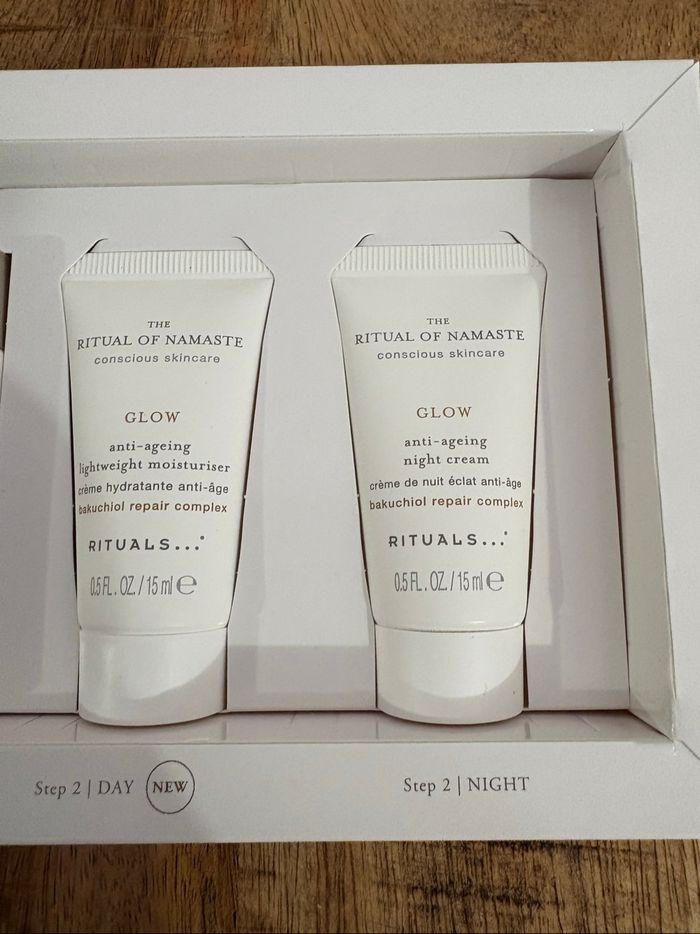 THE
RITUAL OF NAMASTE
conscious skincare
GLOW
anti-ageing
lightweight moisturiser
crème hydratante anti-âge
bakuchiol repair complex
RITUALS...
0.5 FL. OZ. / 15 ml e
THE
RITUAL OF NAMASTE
conscious skincare
GLOW
anti-ageing
night cream
crème de nuit éclat anti-âge
bakuchiol repair complex
RITUALS...
0.5 FL. OZ. / 15 ml e
Step 2 | DAY NEW
Step 2 | NIGHT